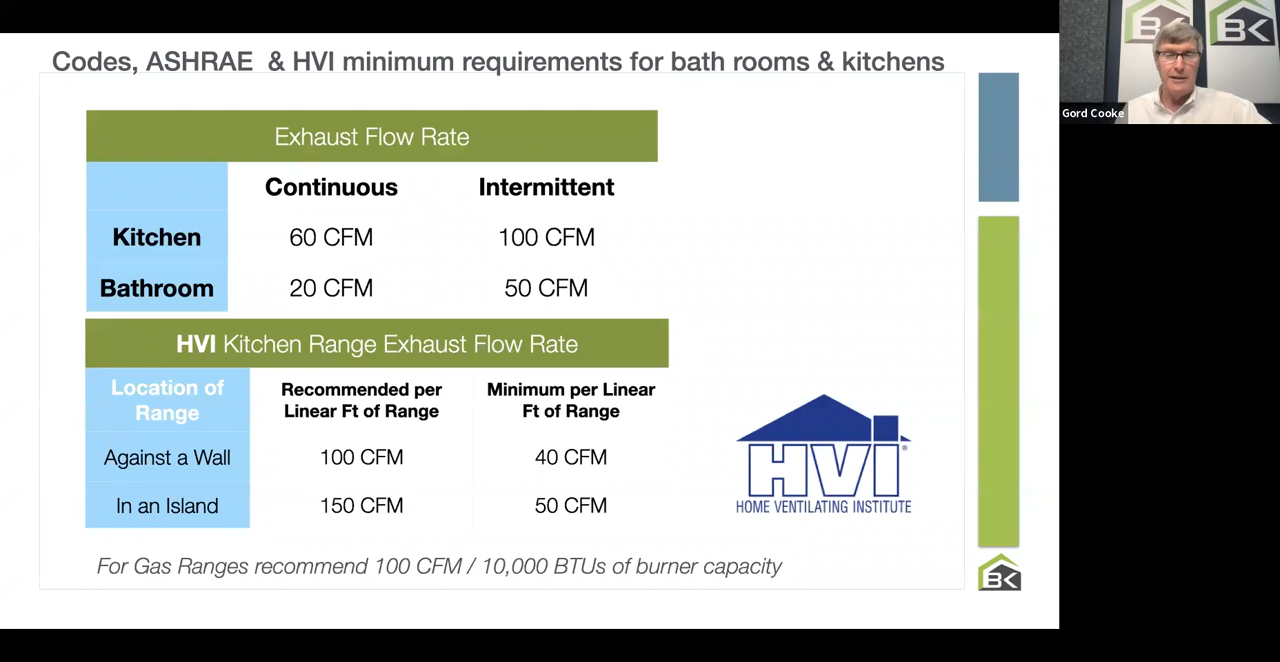 Codes, ASHRAE & HVI minimum requirements for bath rooms & kitchens
Exhaust Flow Rate
Continuous Intermittent
Kitchen 60 CFM 100 CFM
Bathroom 20 CFM 50 CFM
HVI Kitchen Range Exhaust Flow Rate
Location of Range Recommended per Linear Ft of Range Minimum per Linear Ft of Range
Against a Wall 100 CFM 40 CFM
In an Island 150 CFM 50 CFM
For Gas Ranges recommend 100 CFM / 10,000 BTUs of burner capacity
HVI®
HOME VENTILATING INSTITUTE
BK
BK
BK
Gord Cooke